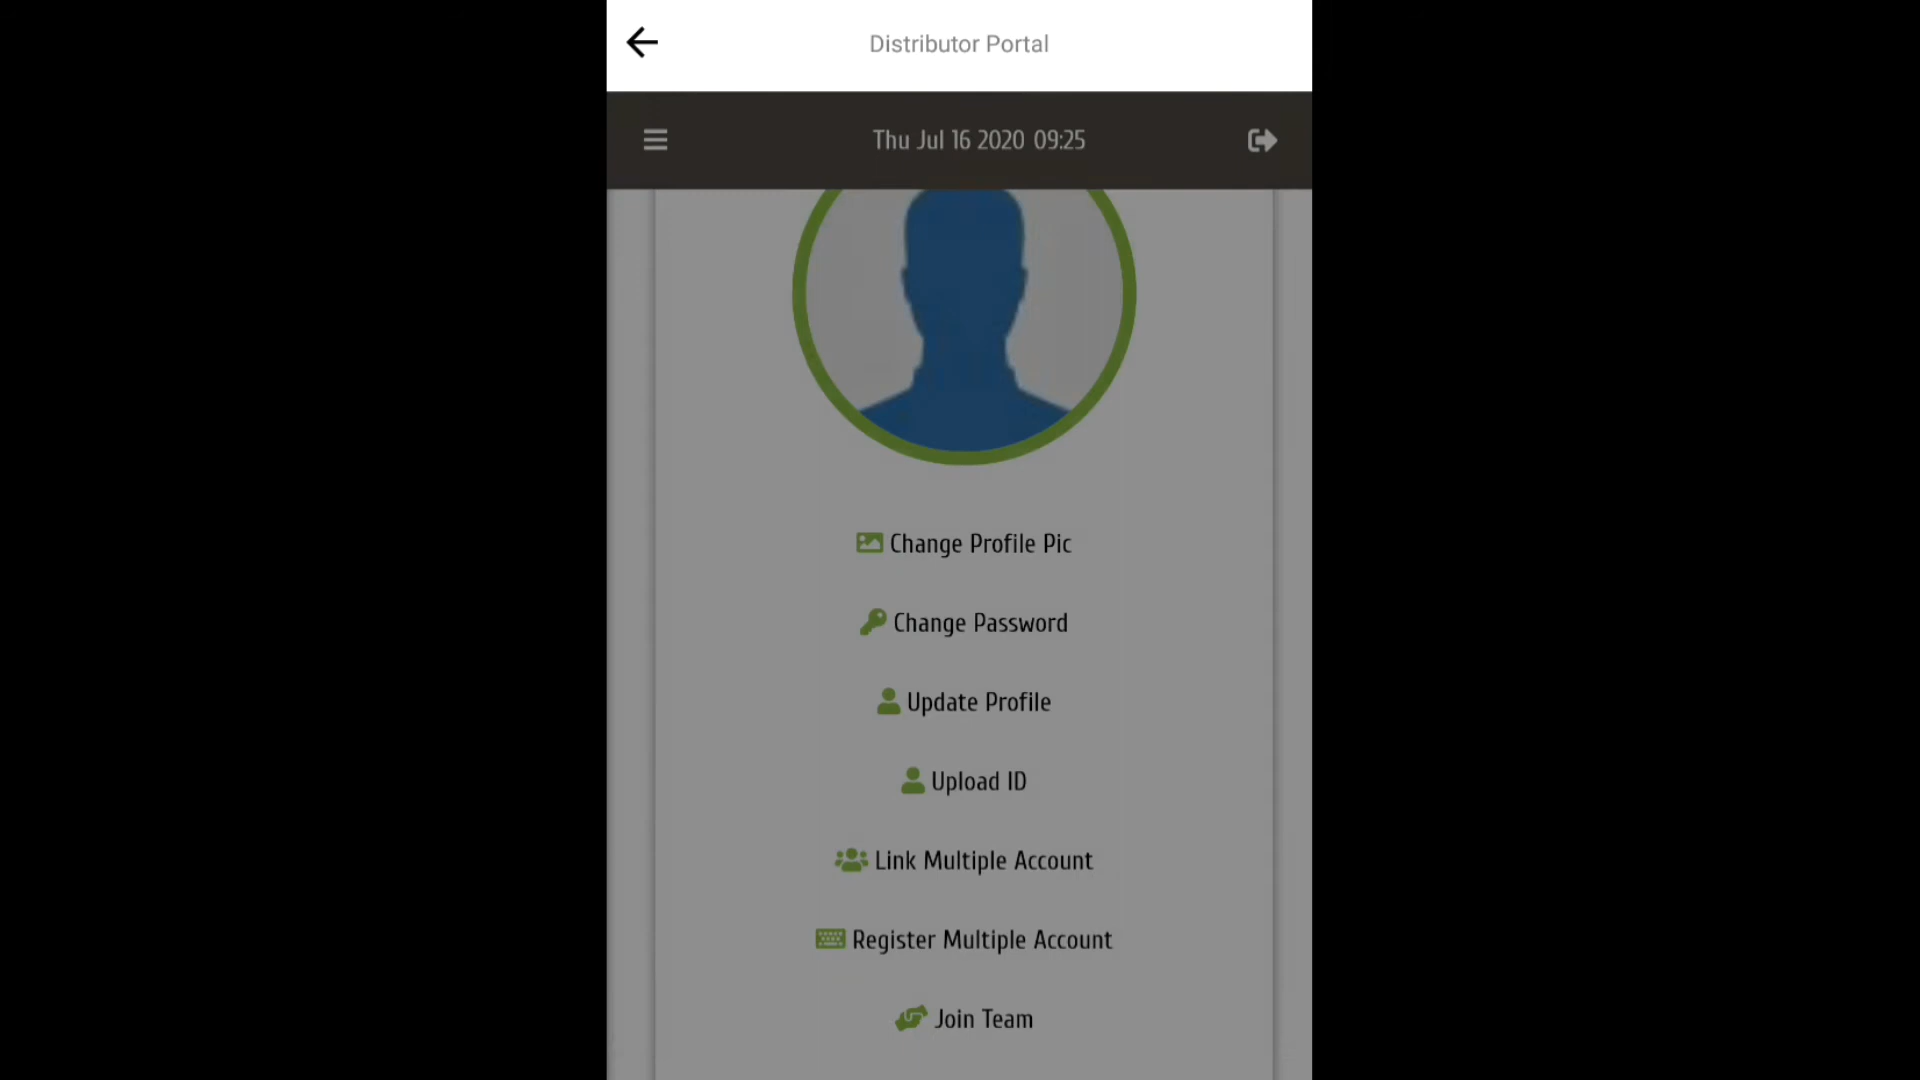 Distributor Portal
Thu Jul 16 2020 09:25
Change Profile Pic
Change Password
Update Profile
Upload ID
Link Multiple Account
Register Multiple Account
Join Team